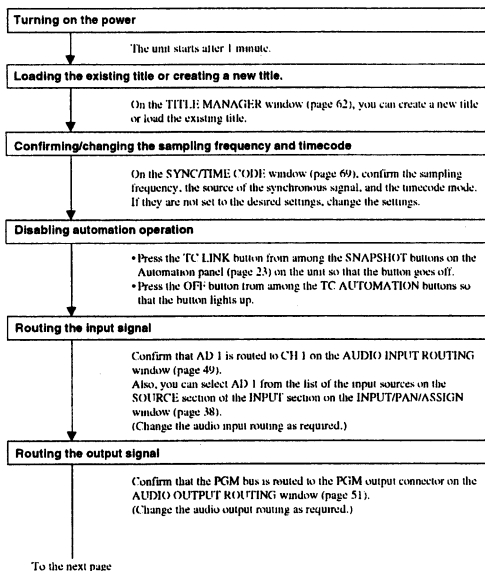 Turning on the power
The unit starts after 1 minute.
Loading the existing title or creating a new title.
On the TITLE MANAGER window (page 62), you can create a new title
or load the existing title.
Confirming/changing the sampling frequency and timecode
On the SYNC/TIME CODE window (page 69), confirm the sampling
frequency, the source of the synchronous signal, and the timecode mode.
If they are not set to the desired settings, change the settings.
Disabling automation operation
• Press the TC LINK button from among the SNAPSHOT buttons on the
Automation panel (page 23) on the unit so that the button goes off.
• Press the OFF button from among the TC AUTOMATION buttons so
that the button lights up.
Routing the input signal
Confirm that AD 1 is routed to CH 1 on the AUDIO INPUT ROUTING
window (page 49).
Also, you can select AD 1 from the list of the input sources on the
SOURCE section of the INPUT section on the INPUT/PAN/ASSIGN
window (page 38).
(Change the audio input routing as required.)
Routing the output signal
Confirm that the PGM bus is routed to the PGM output connector on the
AUDIO OUTPUT ROUTING window (page 51).
(Change the audio output routing as required.)
To the next page